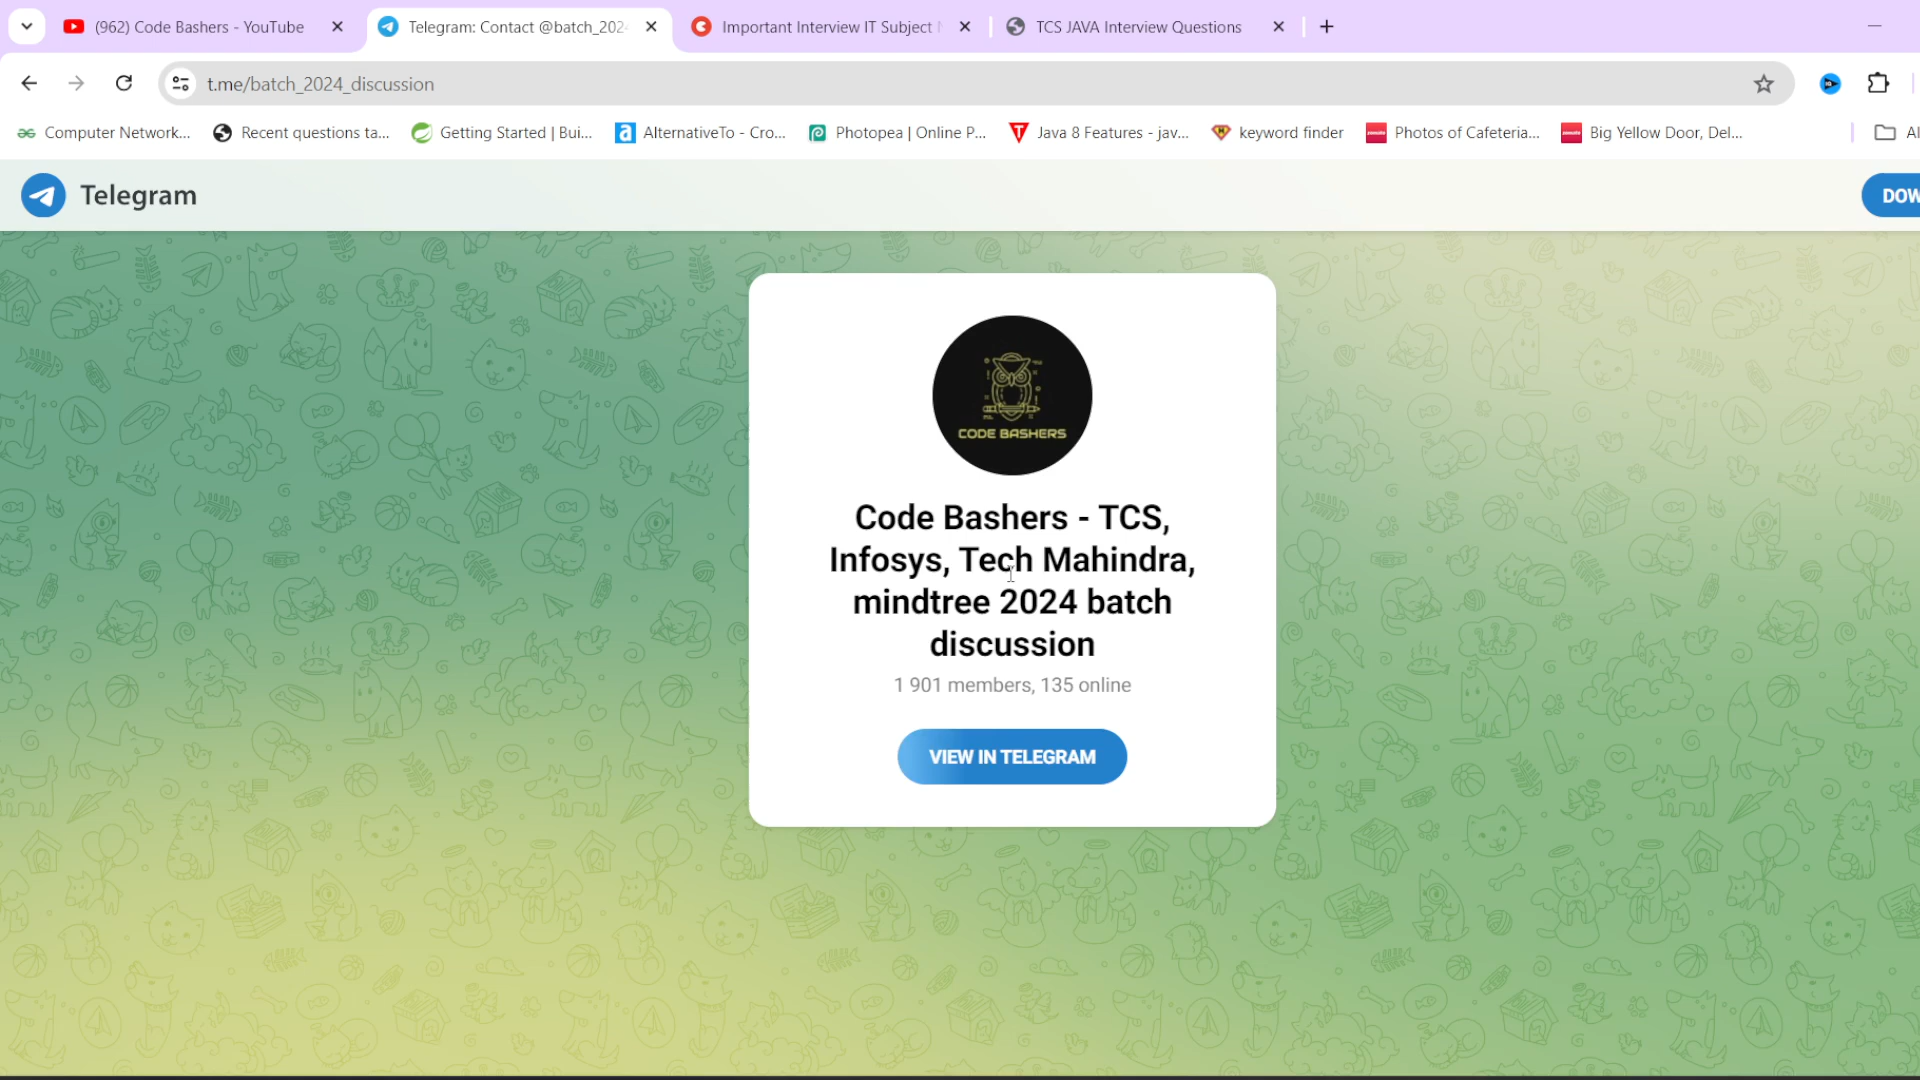 (962) Code Bashers - YouTube
Telegram: Contact @batch_202
Important Interview IT Subject
TCS JAVA Interview Questions
t.me/batch_2024_discussion
Computer Network...
Recent questions ta...
Getting Started | Bui...
AlternativeTo - Cro...
Photopea | Online P...
Java 8 Features - jav...
keyword finder
Photos of Cafeteria...
Big Yellow Door, Del...
Telegram
CODE BASHERS
Code Bashers - TCS,
Infosys, Tech Mahindra,
mindtree 2024 batch
discussion
1 901 members, 135 online
VIEW IN TELEGRAM